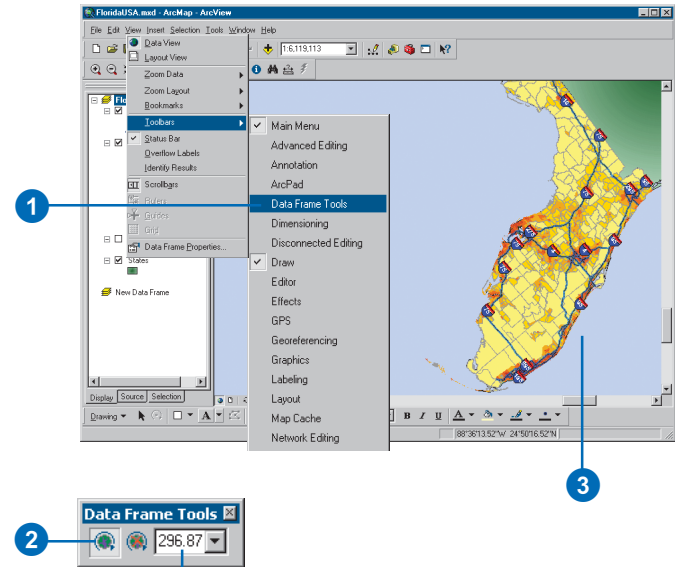 FloridaUSA.mxd - ArcMap - ArcView
File Edit View Insert Selection Tools Window Help
1:6,119,113
Data View
Layout View
Zoom Data
Zoom Layout
Bookmarks
Toolbars
Status Bar
Overflow Labels
Identify Results
Scrollbars
Rulers
Guides
Grid
Data Frame Properties...
Main Menu
Advanced Editing
Annotation
ArcPad
Data Frame Tools
Dimensioning
Disconnected Editing
Draw
Editor
Effects
GPS
Georeferencing
Graphics
Labeling
Layout
Map Cache
Network Editing
1
States
New Data Frame
Display Source Selection
Drawing A B I U A
88°36'13.52"W 24°50'16.52"N
3
Data Frame Tools
2
296.87